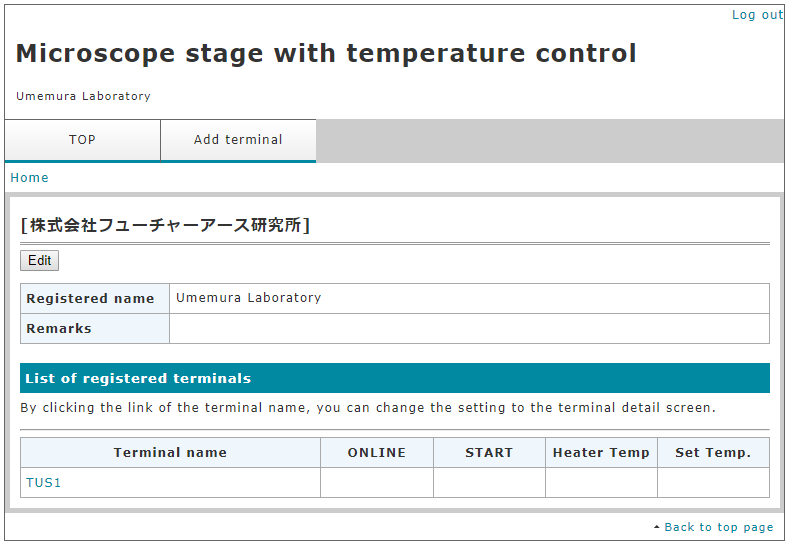 Log out
Microscope stage with temperature control
Umemura Laboratory
TOP Add terminal
Home
[株式会社フューチャーアース研究所]
Edit
Registered name Umemura Laboratory
Remarks
List of registered terminals
By clicking the link of the terminal name, you can change the setting to the terminal detail screen.
Terminal name ONLINE START Heater Temp Set Temp.
TUS1
Back to top page